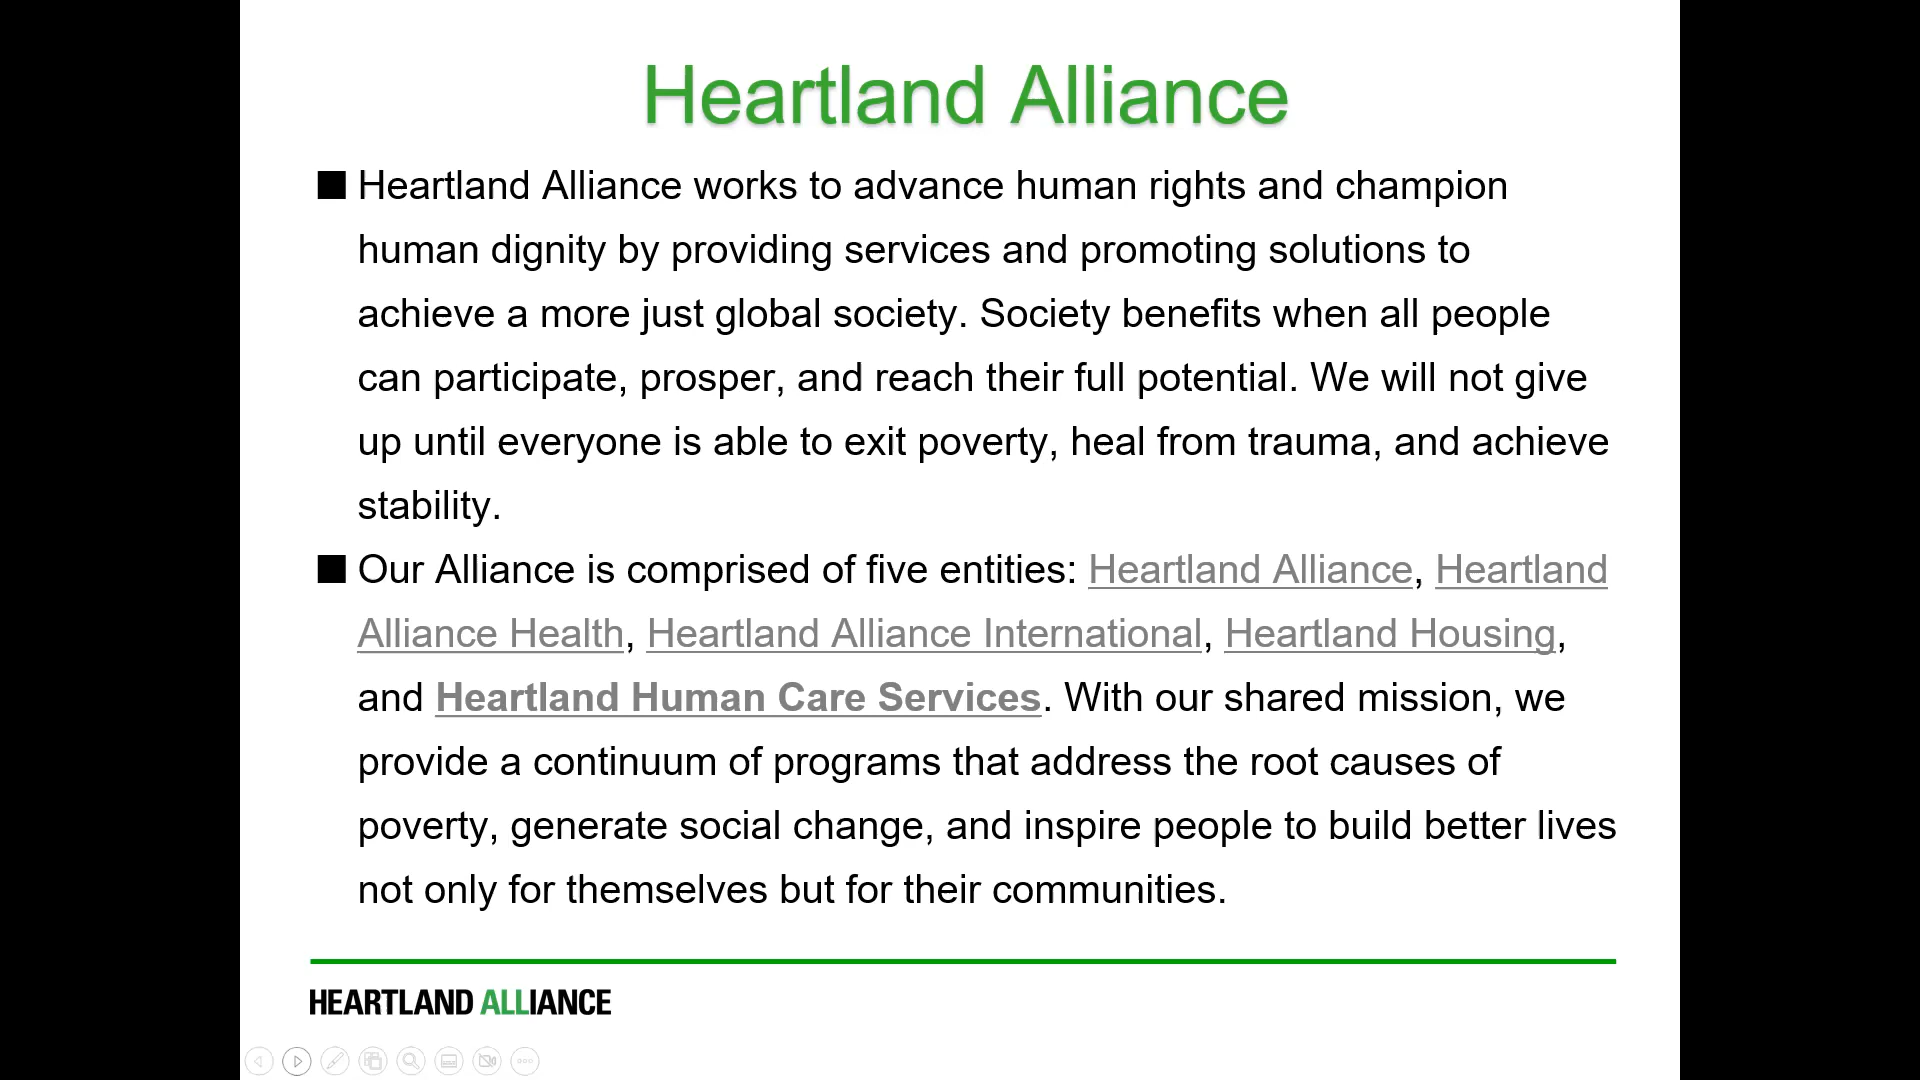 Heartland Alliance
■ Heartland Alliance works to advance human rights and champion
human dignity by providing services and promoting solutions to
achieve a more just global society. Society benefits when all people
can participate, prosper, and reach their full potential. We will not give
up until everyone is able to exit poverty, heal from trauma, and achieve
stability.
■ Our Alliance is comprised of five entities: Heartland Alliance, Heartland
Alliance Health, Heartland Alliance International, Heartland Housing,
and Heartland Human Care Services. With our shared mission, we
provide a continuum of programs that address the root causes of
poverty, generate social change, and inspire people to build better lives
not only for themselves but for their communities.
HEARTLAND ALLIANCE